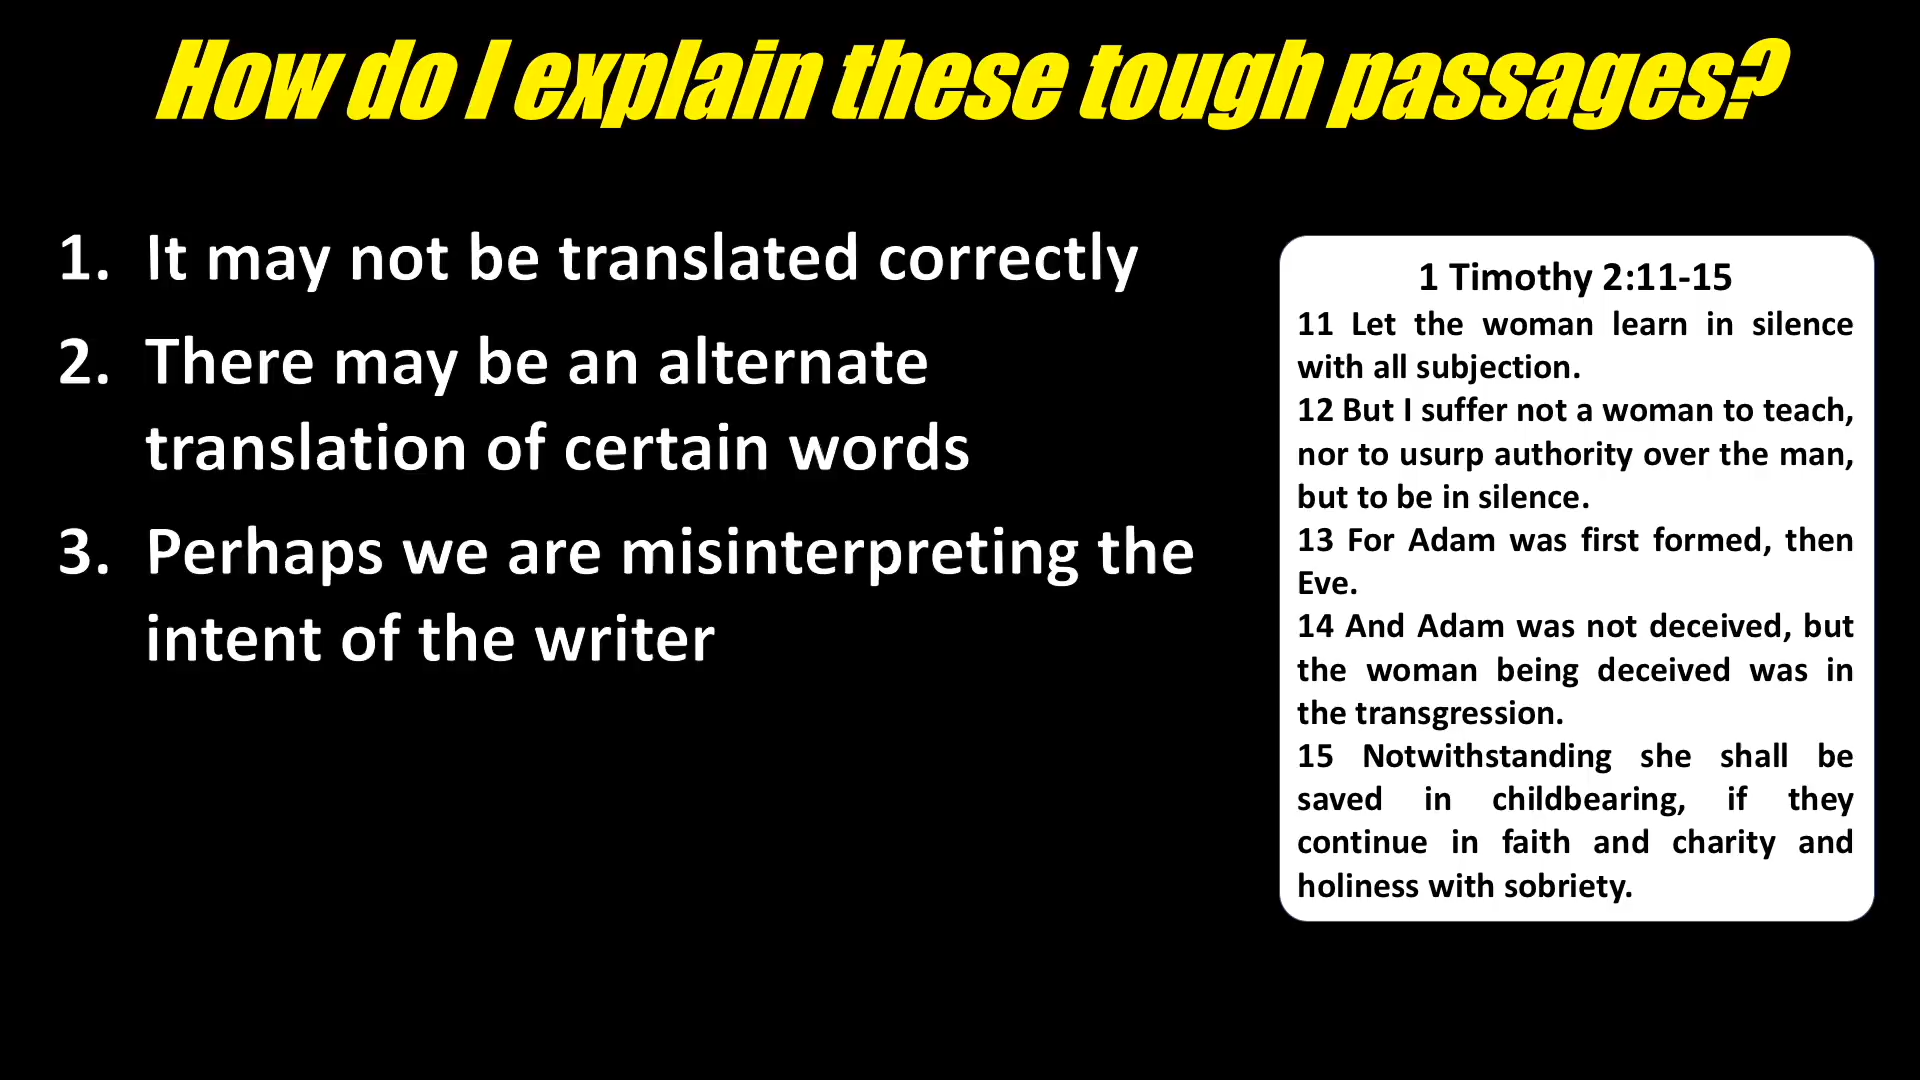 How do I explain these tough passages?
1. It may not be translated correctly
2. There may be an alternate
translation of certain words
3. Perhaps we are misinterpreting the
intent of the writer
1 Timothy 2:11-15
11 Let the woman learn in silence
with all subjection.
12 But I suffer not a woman to teach,
nor to usurp authority over the man,
but to be in silence.
13 For Adam was first formed, then
Eve.
14 And Adam was not deceived, but
the woman being deceived was in
the transgression.
15 Notwithstanding she shall be
saved in childbearing, if they
continue in faith and charity and
holiness with sobriety.